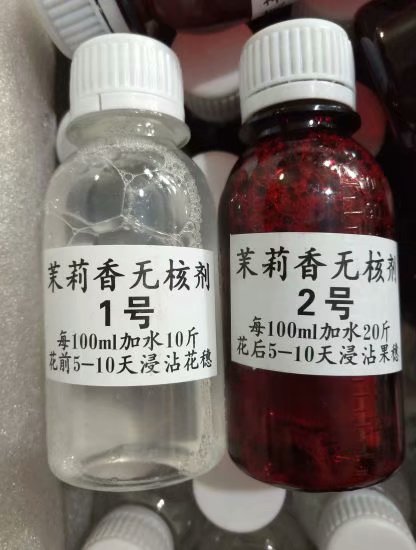 茉莉香无核剂
1号
每100ml加水10斤
花前5-10天浸沾花穗
茉莉香无核剂
2号
每100ml加水20斤
花后5-10天浸沾果穗